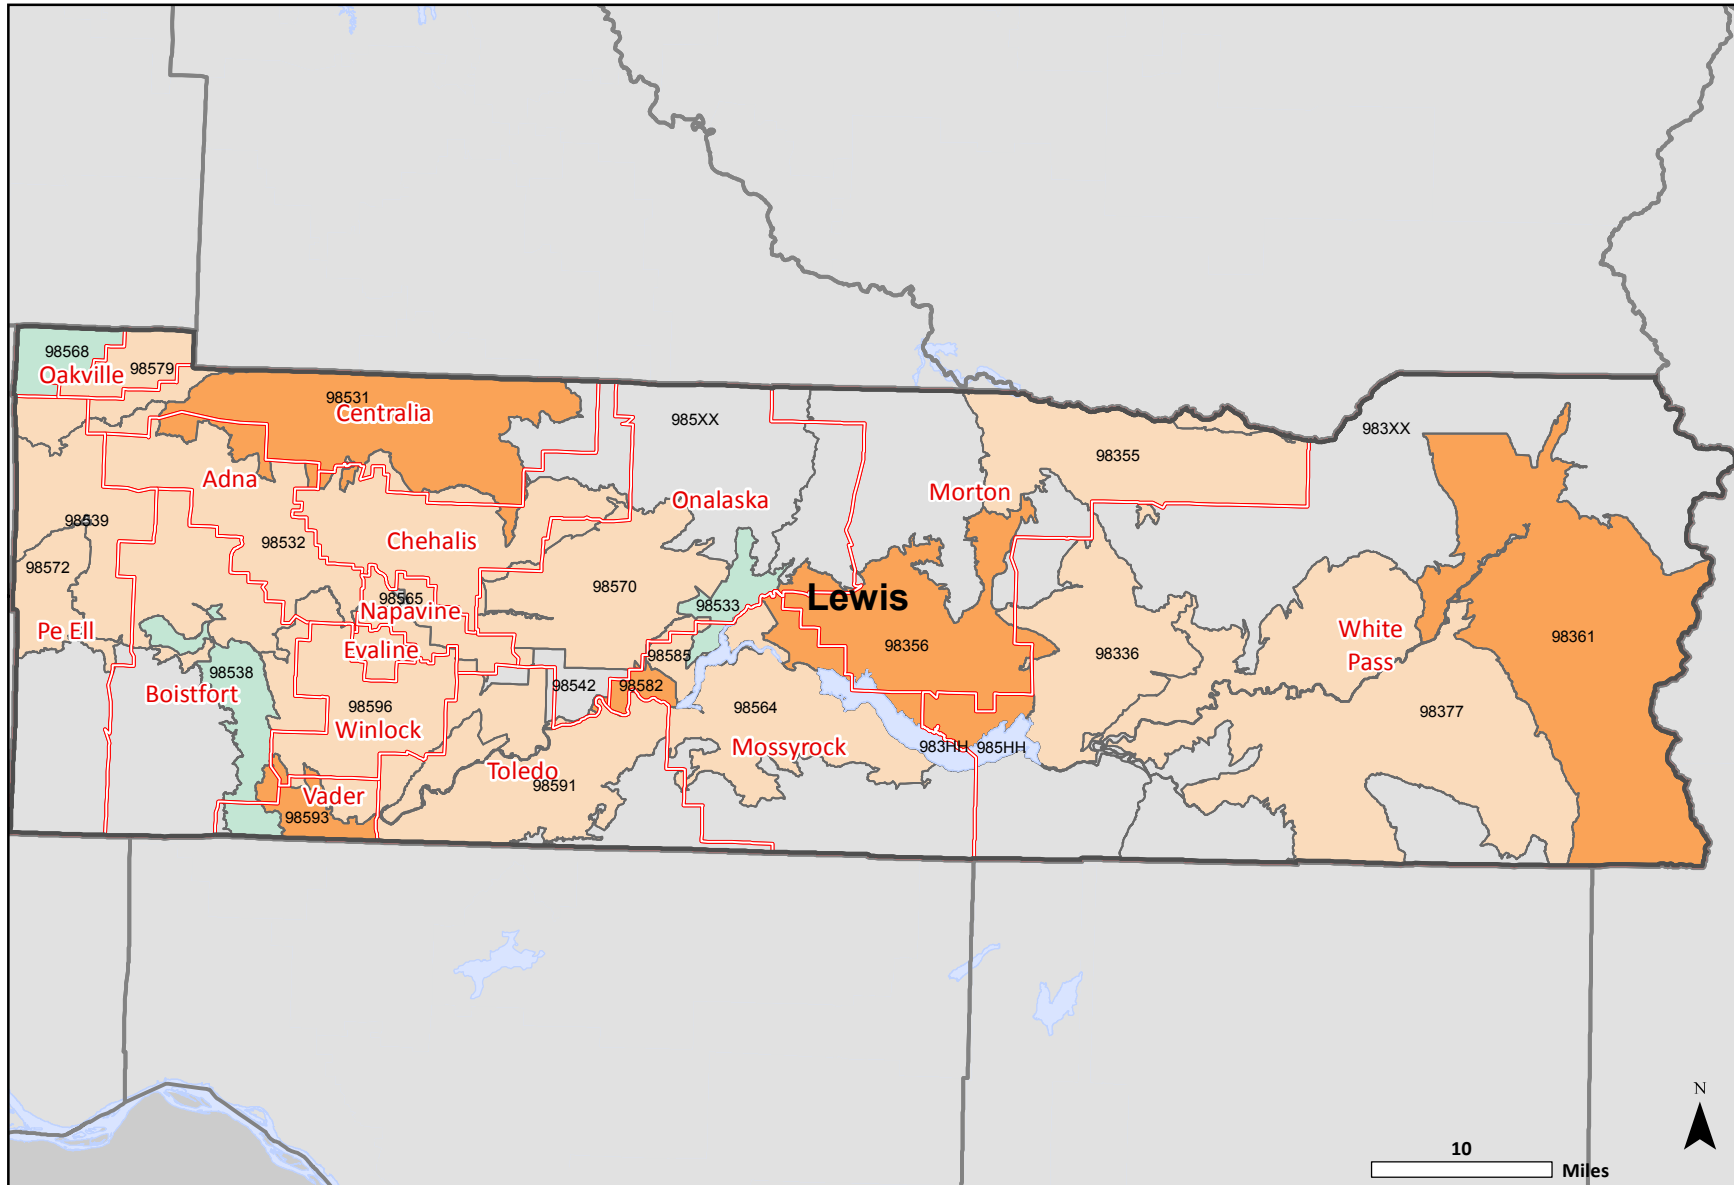 98568
Oakville
98579
98531
Centralia
985XX
983XX
98355
Adna
Onalaska
Morton
98539
98532
Chehalis
98572
98570
98565
Napavine
98533
Lewis
Pe Ell
Evaline
98585
98356
98336
White
Pass
98361
Boistfort
98538
98542
98582
98596
Winlock
98564
98377
Mossyrock
983HH
985HH
Toledo
98591
Vader
98593
N
10
Miles